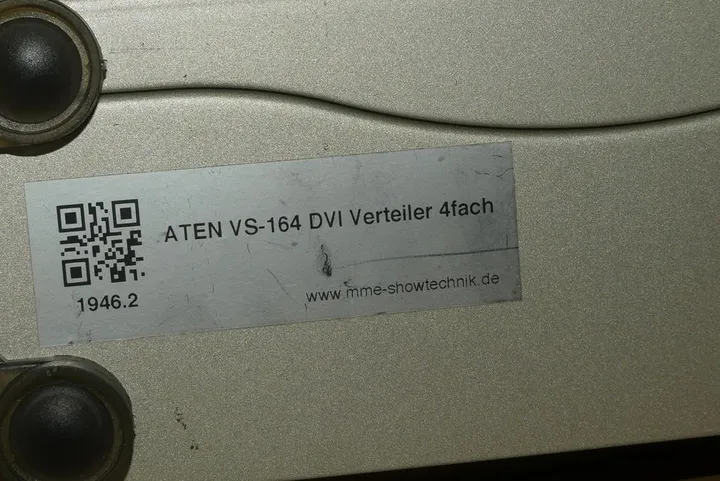 ATEN VS-164 DVI Verteiler 4fach
1946.2
www.mme-showtechnik.de